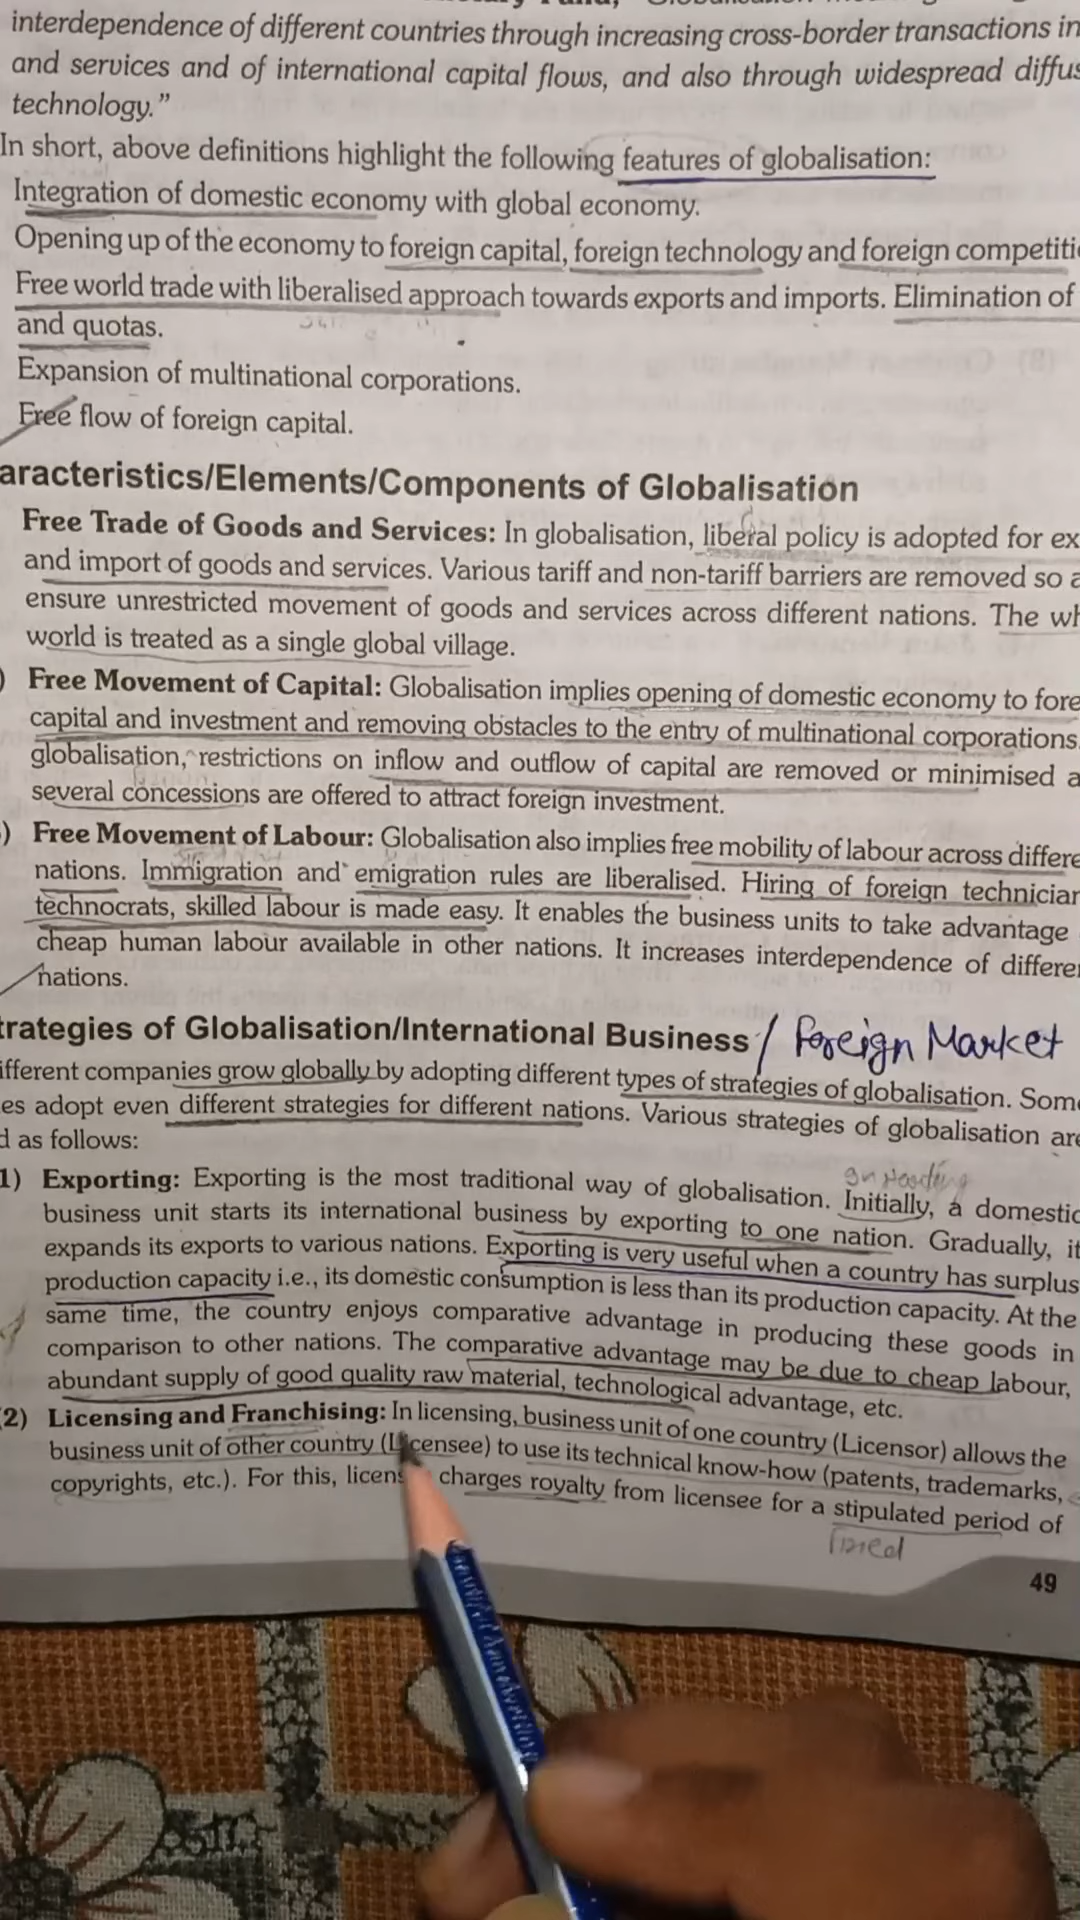 interdependence of different countries through increasing cross-border transactions in
and services and of international capital flows, and also through widespread
technology."
In short, above definitions highlight the following features of globalisation:
Integration of domestic economy with global economy.
Opening up of the economy to foreign capital, foreign technology and foreign
Free world trade with liberalised approach towards exports and imports. Elimination of
and quotas.
Expansion of multinational corporations.
Free flow of foreign capital.
aracteristics/Elements/Components of Globalisation
Free Trade of Goods and Services: In globalisation, liberal policy is adopted for ex
and import of goods and services. Various tariff and non-tariff barriers are removed so a
ensure unrestricted movement of goods and services across different nations. The wh
world is treated as a single global village.
) Free Movement of Capital: Globalisation implies opening of domestic economy to fore
capital and investment and removing obstacles to the entry of multinational corporations.
globalisation, restrictions on inflow and outflow of capital are removed or minimised a
several concessions are offered to attract foreign investment.
) Free Movement of Labour: Globalisation also implies free mobility of labour across differe
nations. Immigration and emigration rules are liberalised. Hiring of foreign technician
technocrats, skilled labour is made easy. It enables the business units to take advantage
cheap human labour available in other nations. It increases interdependence of differe
nations.
trategies of Globalisation/International Business / Foreign Market
ifferent companies grow globally by adopting different types of strategies of globalisation. Some
es adopt even different strategies for different nations. Various strategies of globalisation are
d as follows:
1) Exporting: Exporting is the most traditional way of globalisation. Initially, a domestic
business unit starts its international business by exporting to one nation. Gradually, it
expands its exports to various nations. Exporting is very useful when a country has surplus
production capacity i.e., its domestic consumption is less than its production capacity. At the
same time, the country enjoys comparative advantage in producing these goods in
comparison to other nations. The comparative advantage may be due to cheap labour,
abundant supply of good quality raw material, technological advantage, etc.
(2) Licensing and Franchising: In licensing, business unit of one country (Licensor) allows the
business unit of other country (Licensee) to use its technical know-how (patents, trademarks,
copyrights, etc.). For this, charges royalty from licensee for a stipulated period of
49